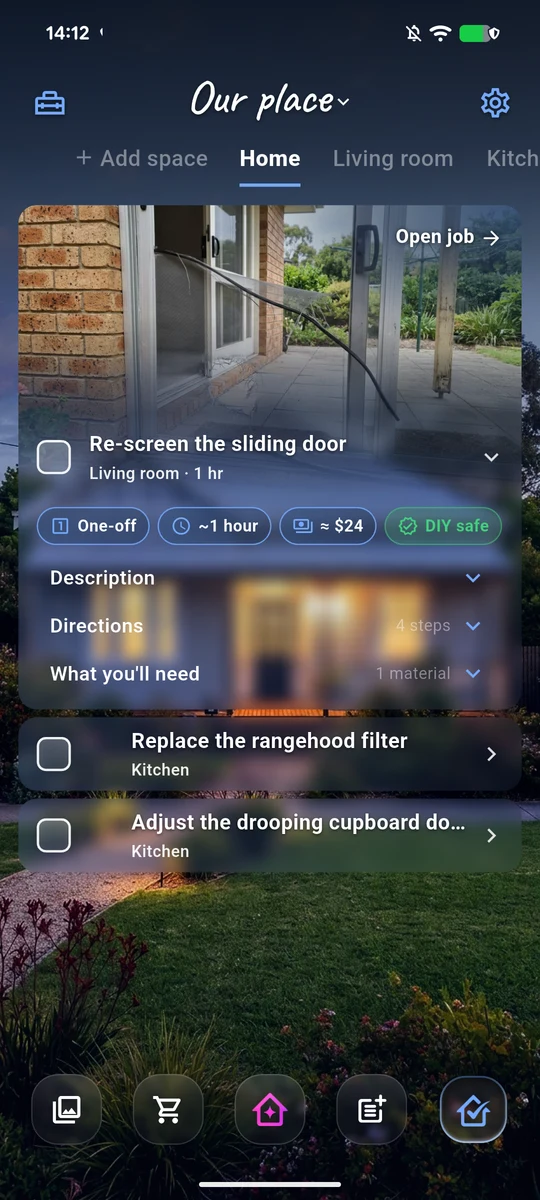 14:12
Our place
+ Add space
Home
Living room
Kitch
Open job →
Re-screen the sliding door
Living room · 1 hr
1
One-off
~1 hour
≈ $24
DIY safe
Description
Directions
4 steps
What you'll need
1 material
Replace the rangehood filter
Kitchen
Adjust the drooping cupboard do...
Kitchen